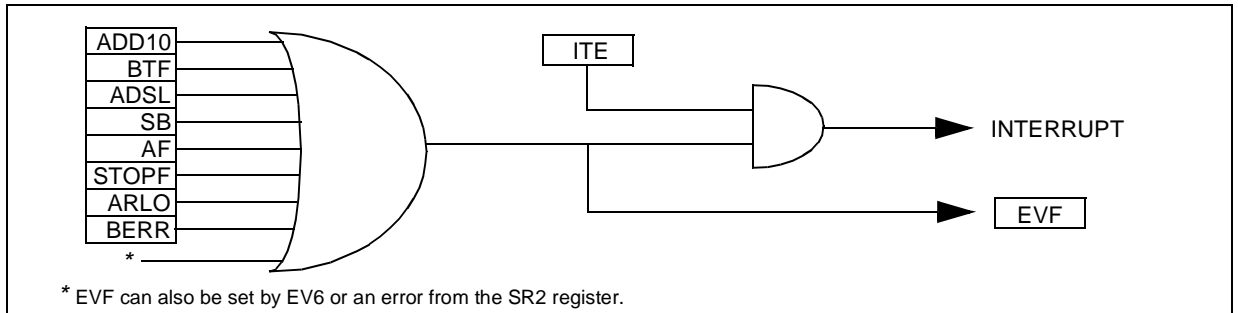 ADD10
BTF
ADSL
SB
AF
STOPF
ARLO
BERR
*
ITE
INTERRUPT
EVF
* EVF can also be set by EV6 or an error from the SR2 register.